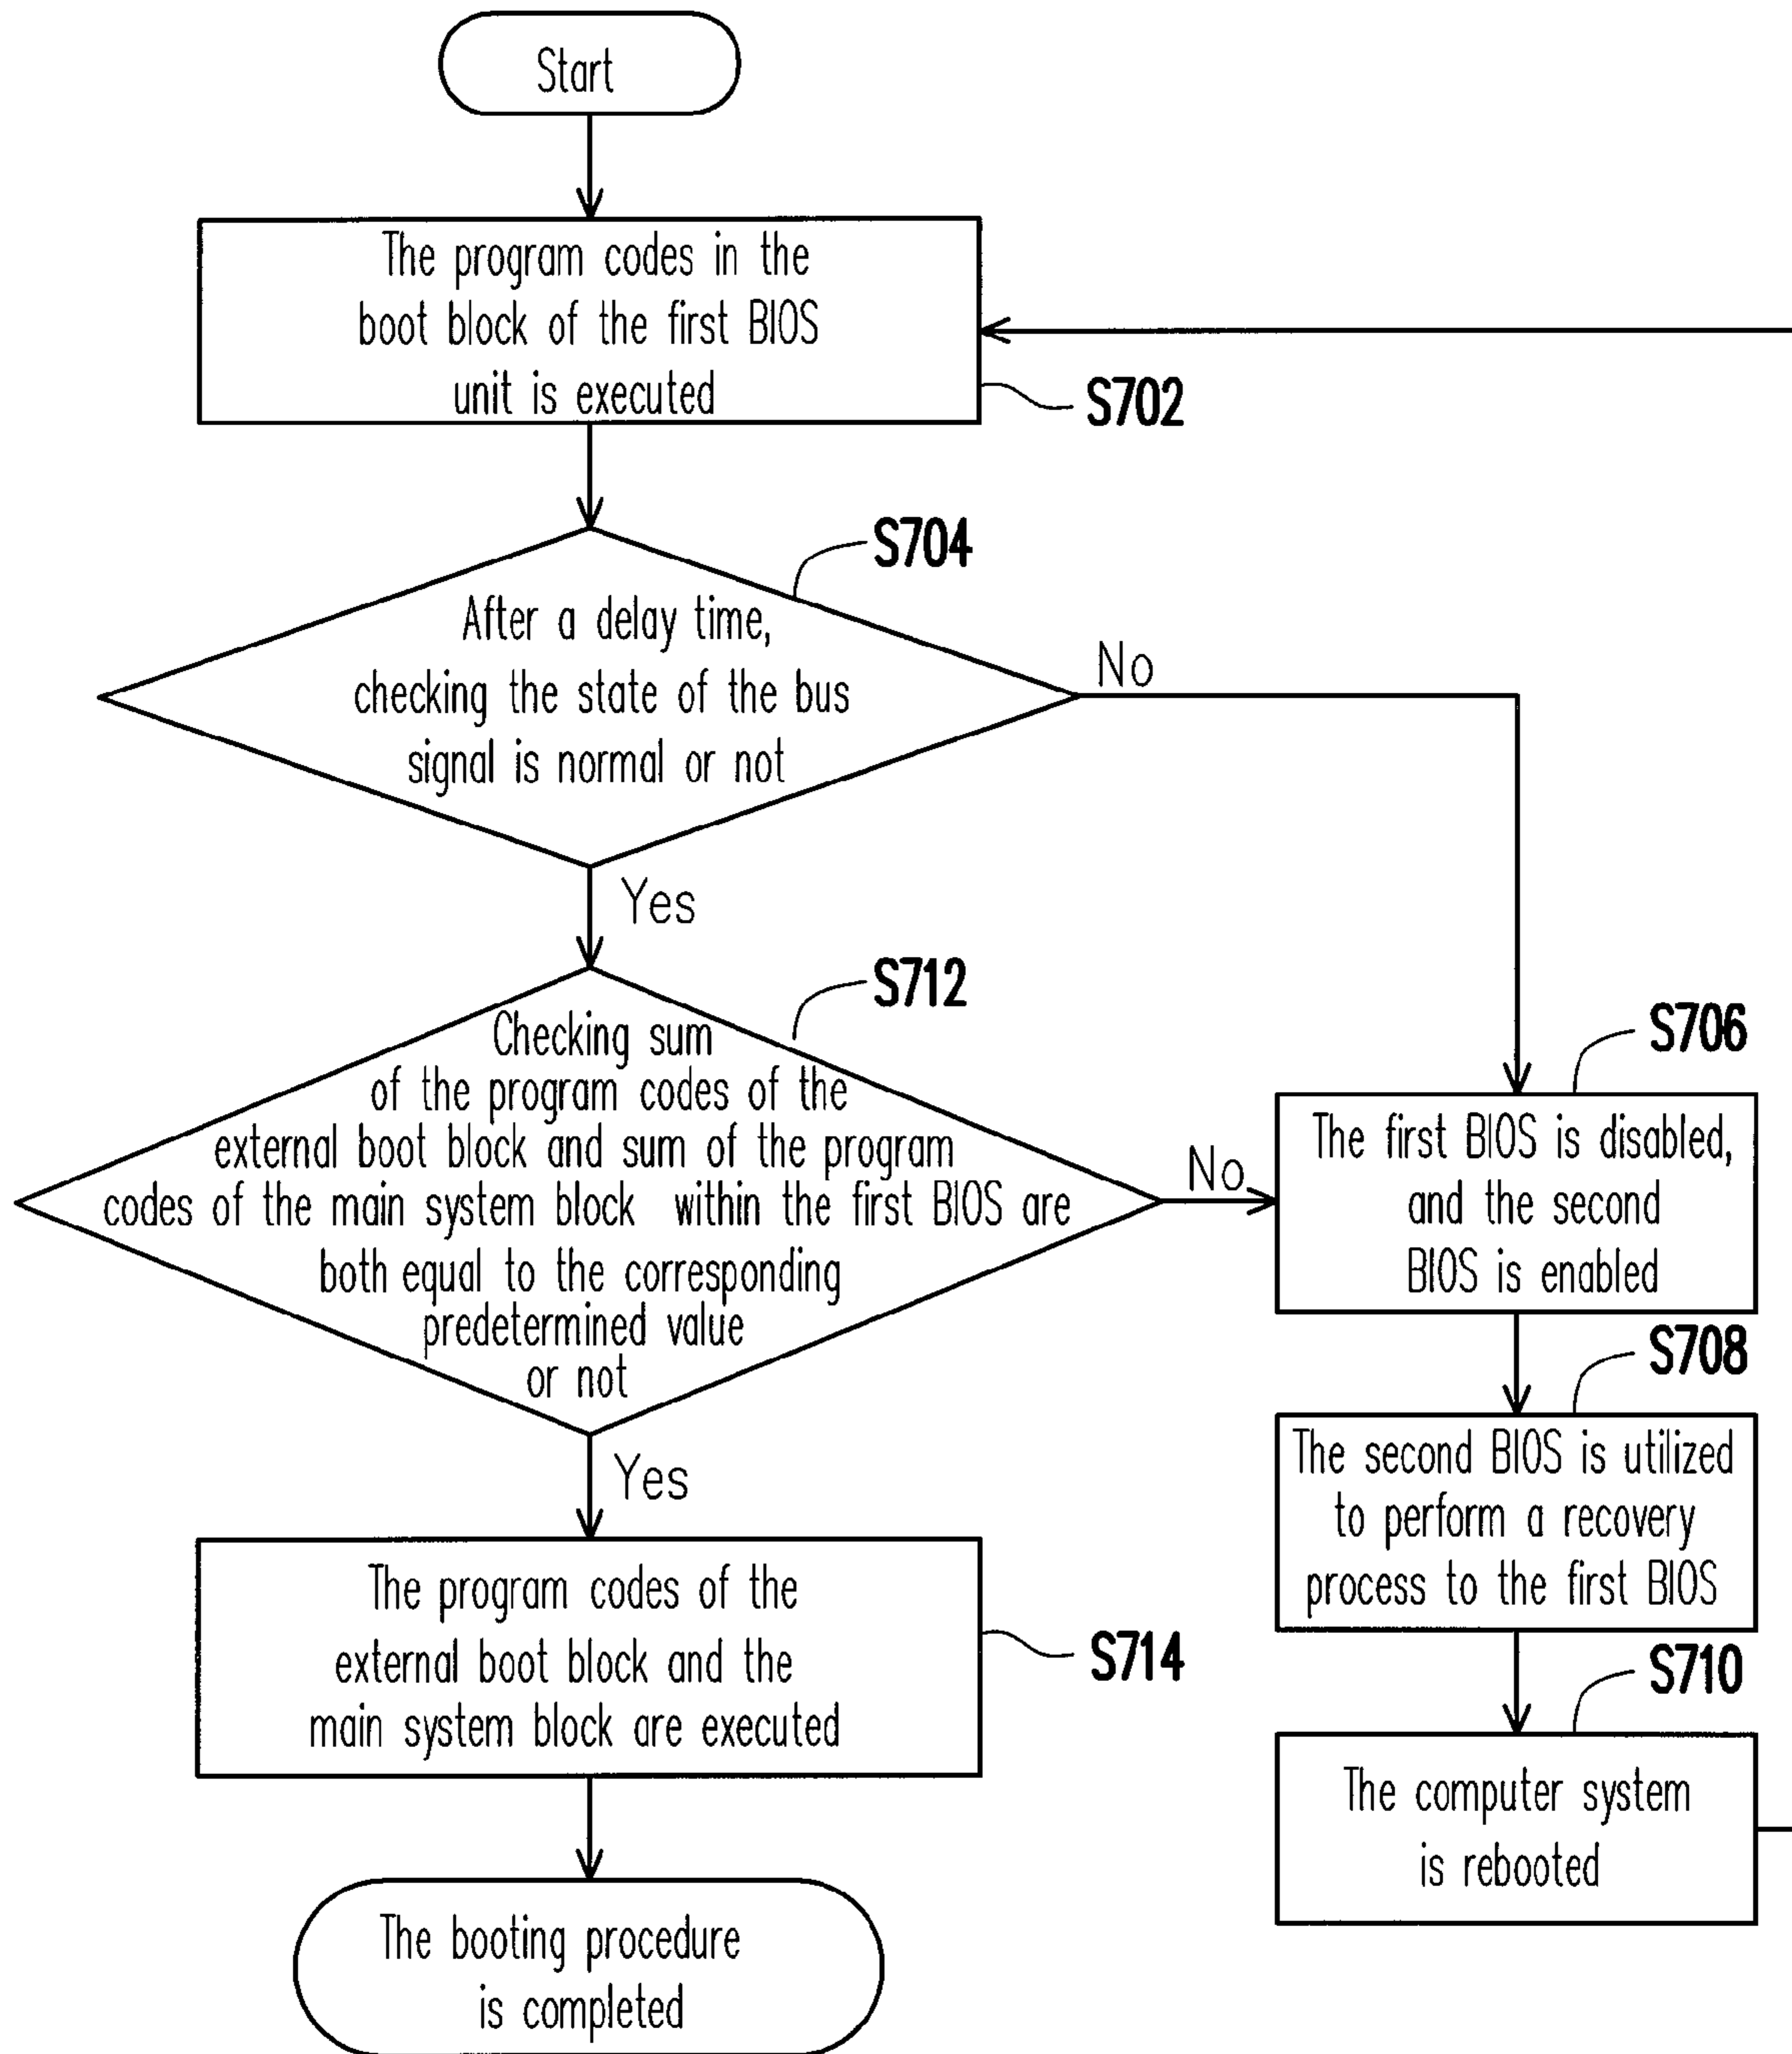 Start
The program codes in the
boot block of the first BIOS
unit is executed
S702
S704
After a delay time,
checking the state of the bus
signal is normal or not
No
Yes
S712
Checking sum
of the program codes of the
external boot block and sum of the program
codes of the main system block within the first BIOS are
both equal to the corresponding
predetermined value
or not
No
Yes
S706
The first BIOS is disabled,
and the second
BIOS is enabled
S708
The second BIOS is utilized
to perform a recovery
process to the first BIOS
S710
The computer system
is rebooted
The program codes of the
external boot block and the
main system block are executed
S714
The booting procedure
is completed